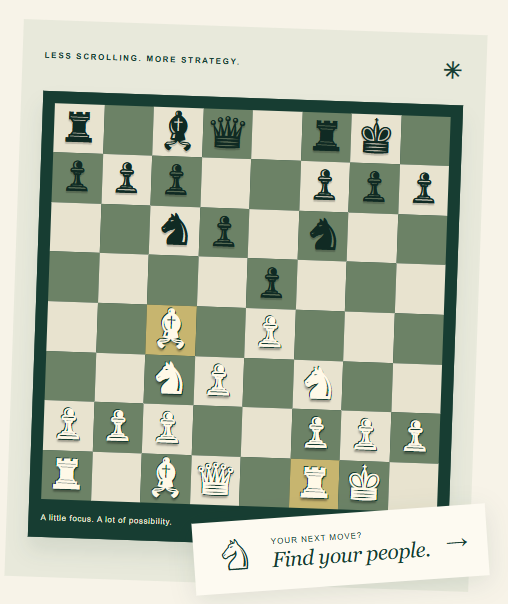 LESS SCROLLING. MORE STRATEGY.
A little focus. A lot of possibility.
YOUR NEXT MOVE?
Find your people. →